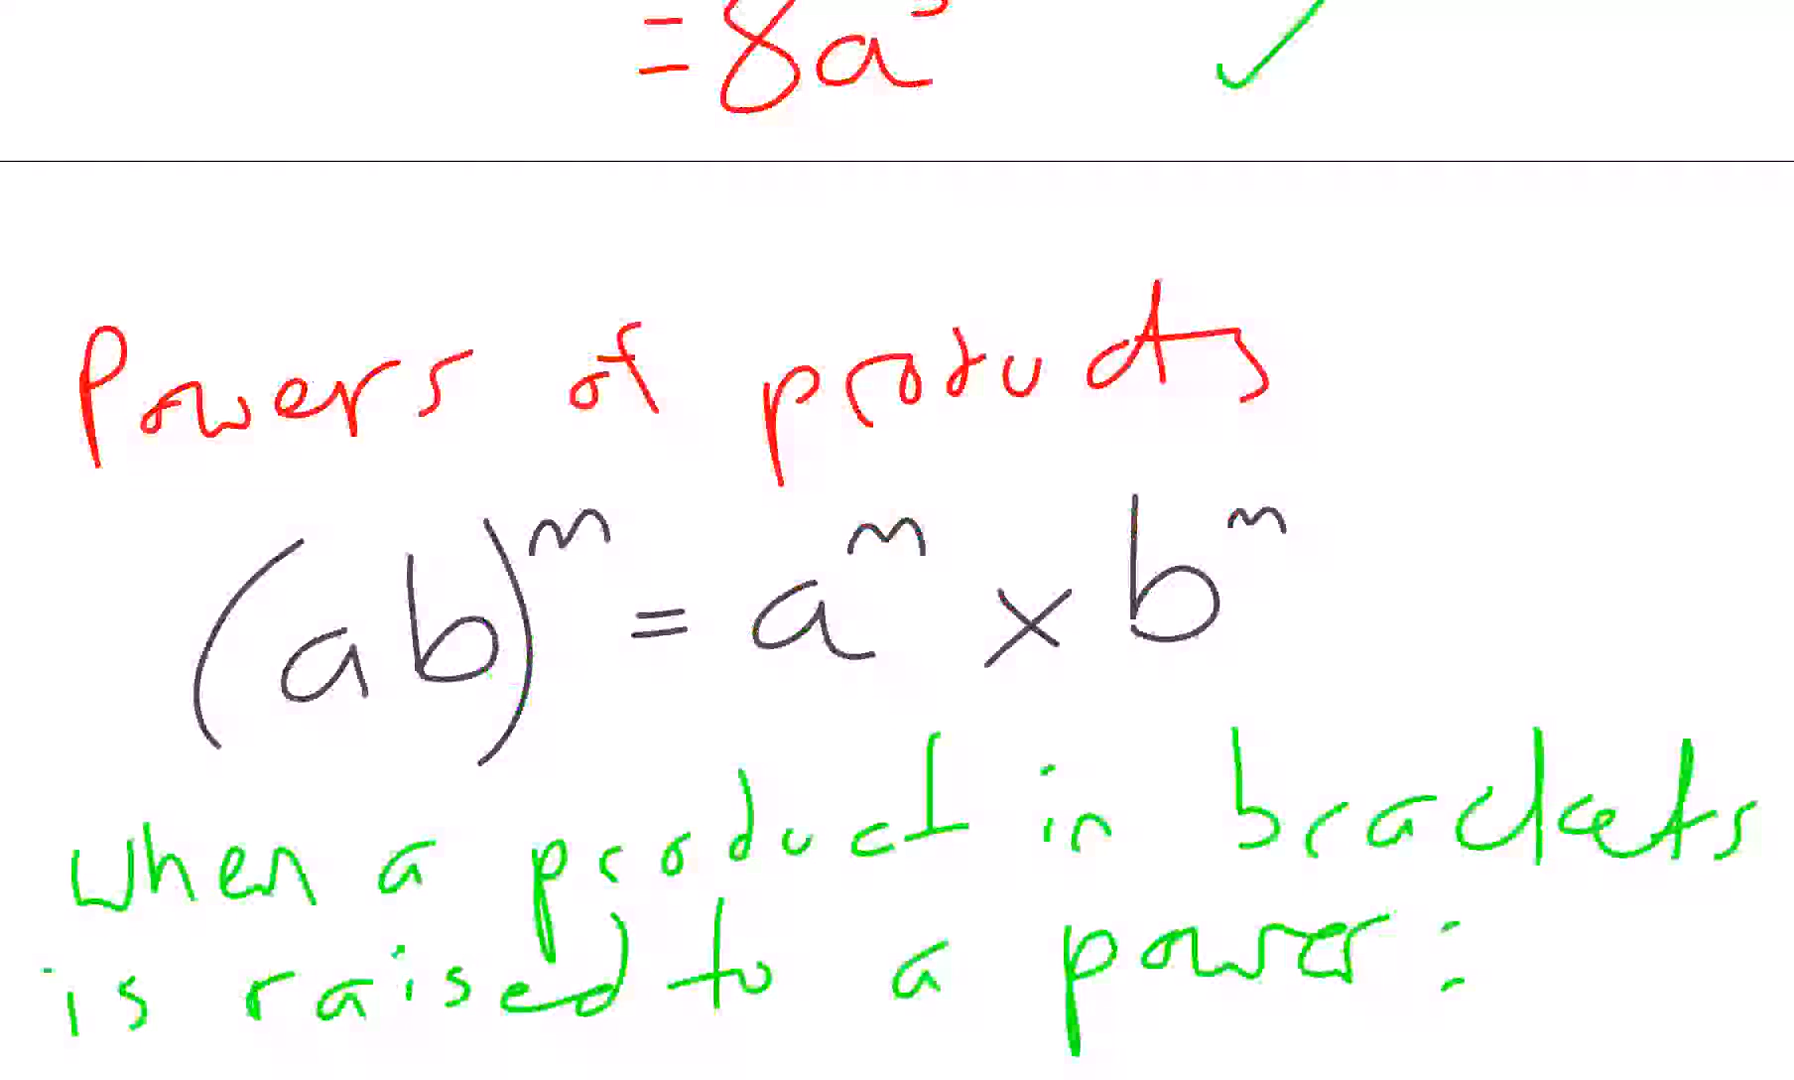 = 8a³
Powers of products
(ab)ᵐ = aᵐ × bᵐ
when a product in brackets
is raised to a power: